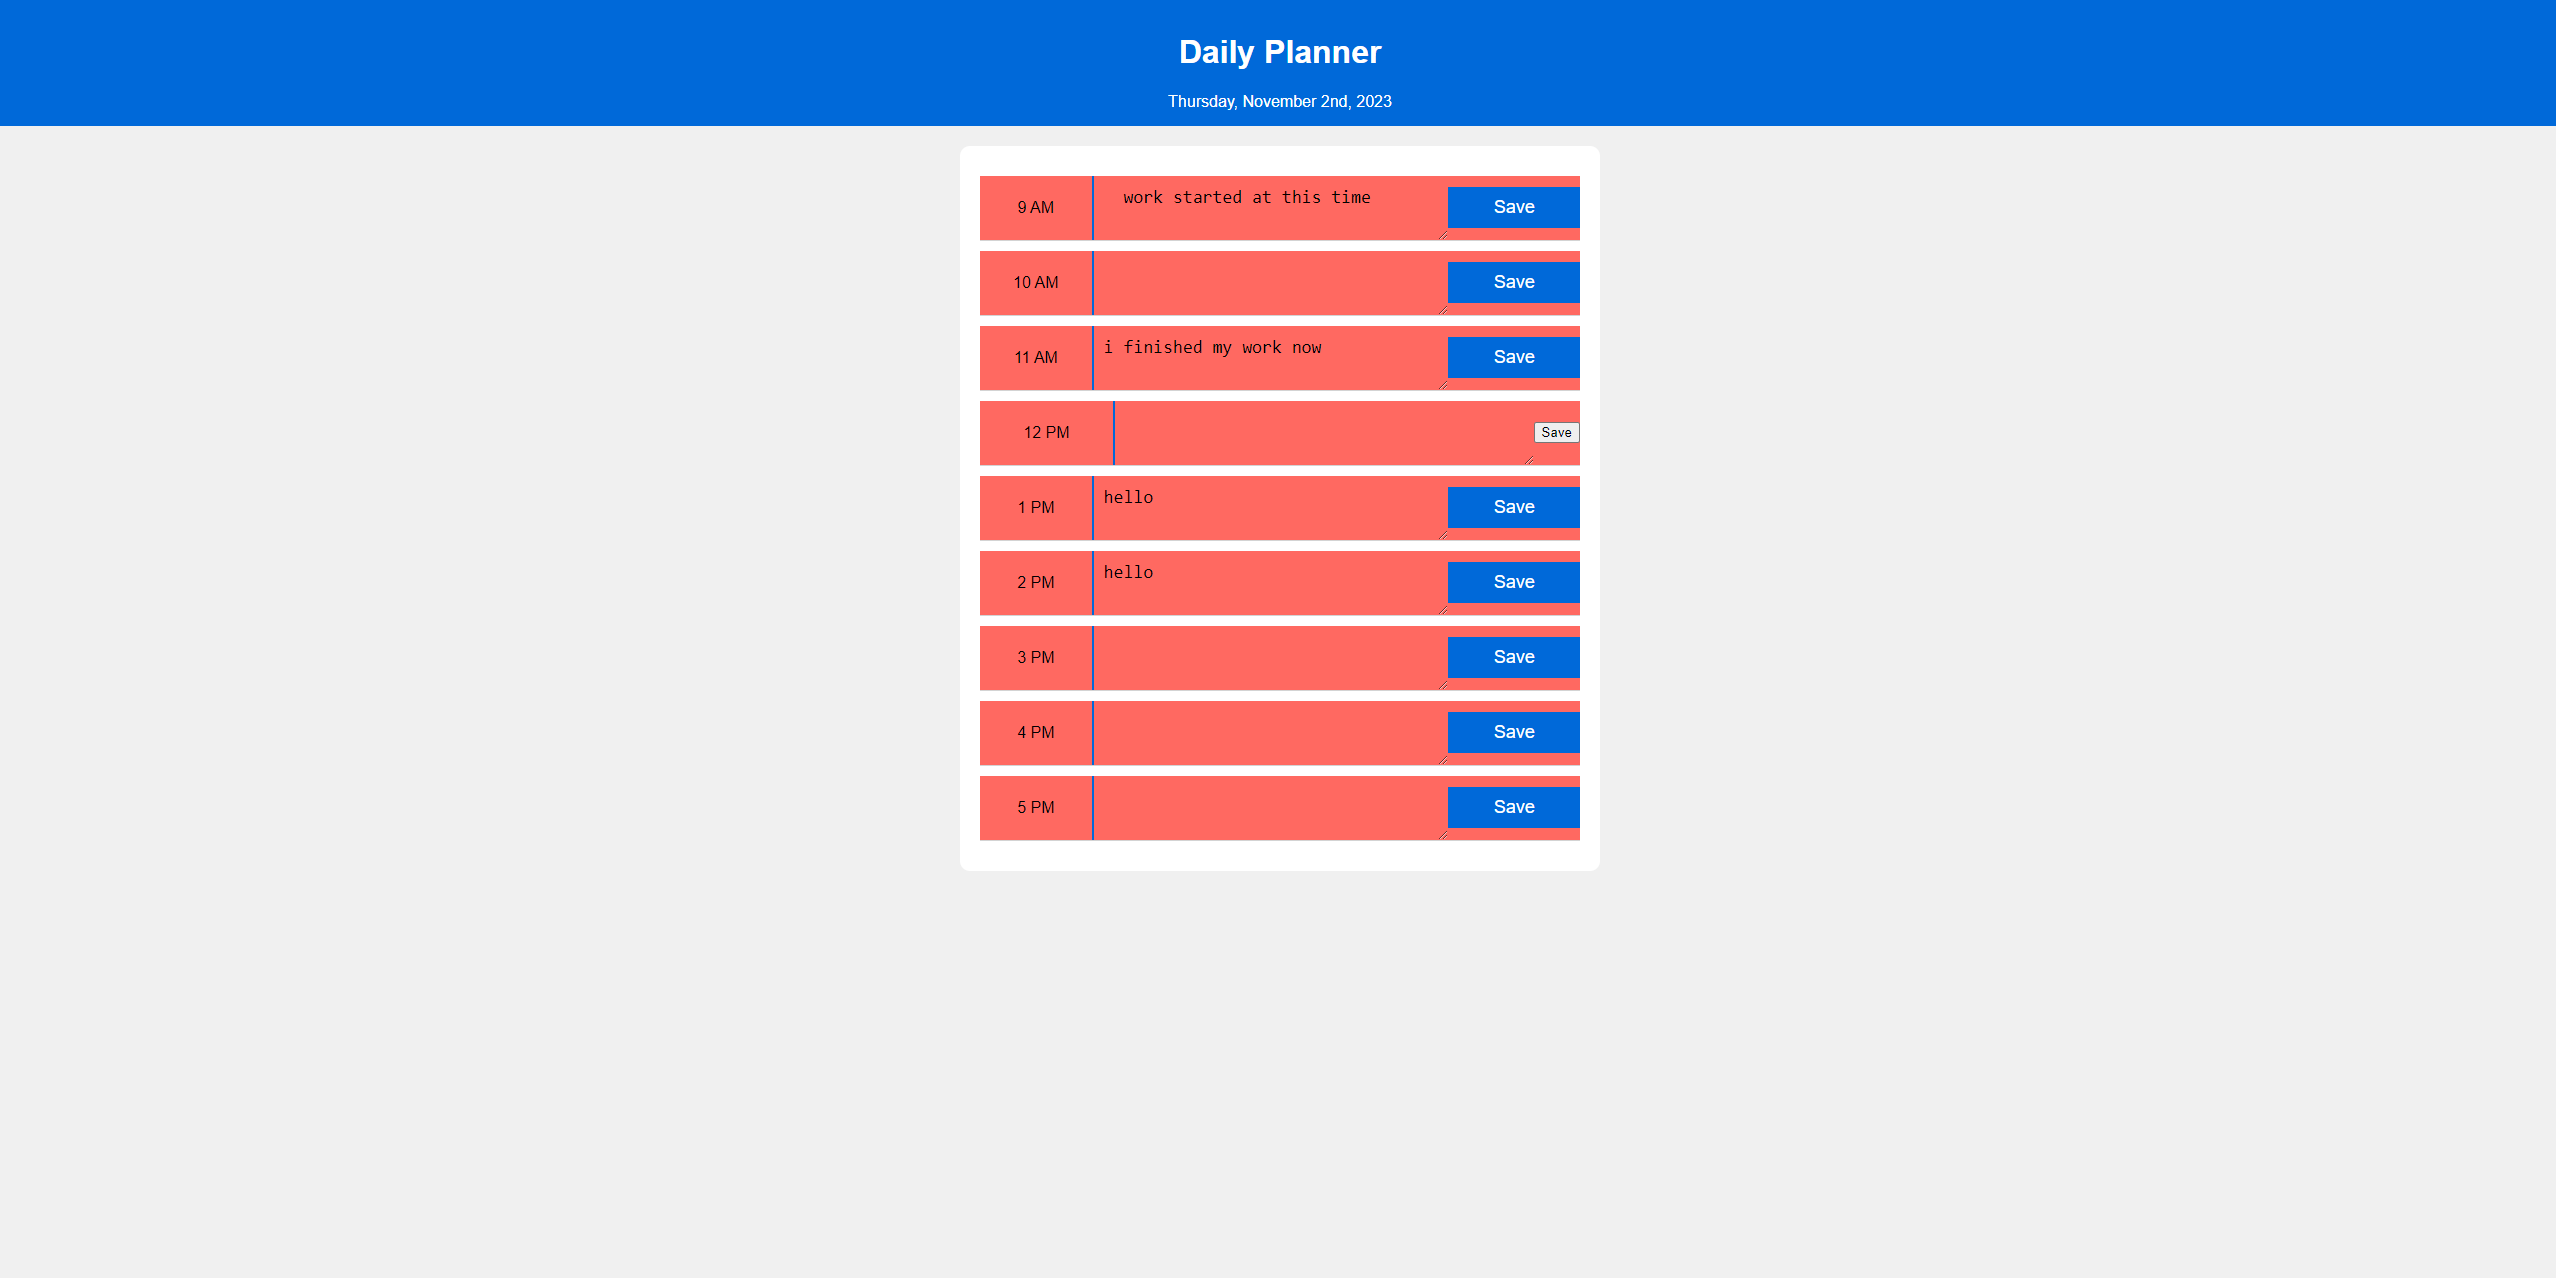 Daily Planner
Thursday, November 2nd, 2023
9 AM work started at this time Save
10 AM Save
11 AM i finished my work now Save
12 PM Save
1 PM hello Save
2 PM hello Save
3 PM Save
4 PM Save
5 PM Save